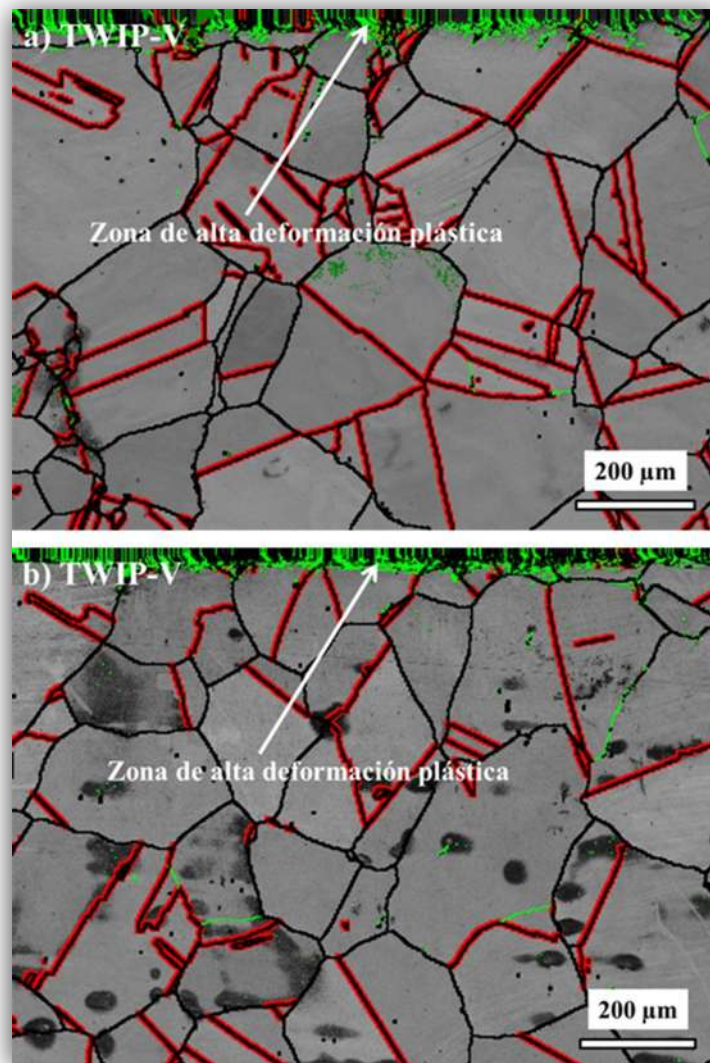 a) TWIP-V
Zona de alta deformación plástica
200 µm
b) TWIP-V
Zona de alta deformación plástica
200 µm